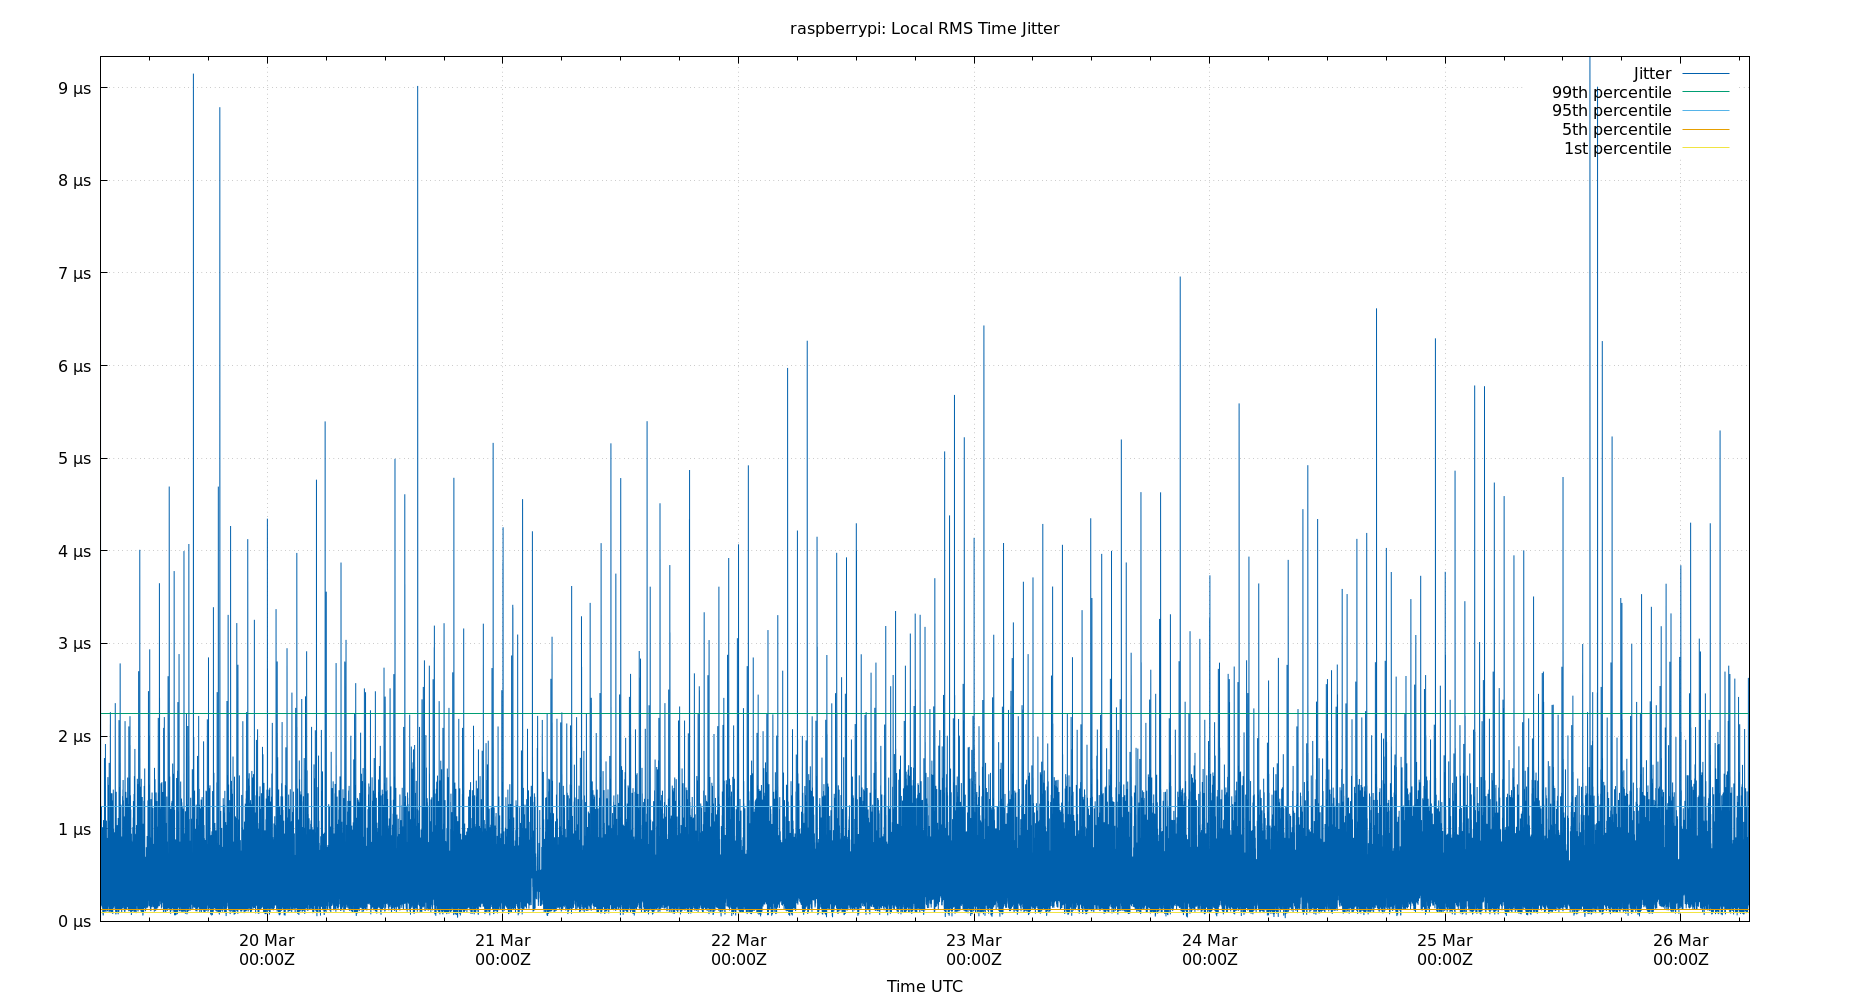 raspberrypi: Local RMS Time Jitter
9 µs
8 µs
7 µs
6 µs
5 µs
4 µs
3 µs
2 µs
1 µs
0 µs
Jitter
99th percentile
95th percentile
5th percentile
1st percentile
20 Mar
00:00Z
21 Mar
00:00Z
22 Mar
00:00Z
23 Mar
00:00Z
24 Mar
00:00Z
25 Mar
00:00Z
26 Mar
00:00Z
Time UTC